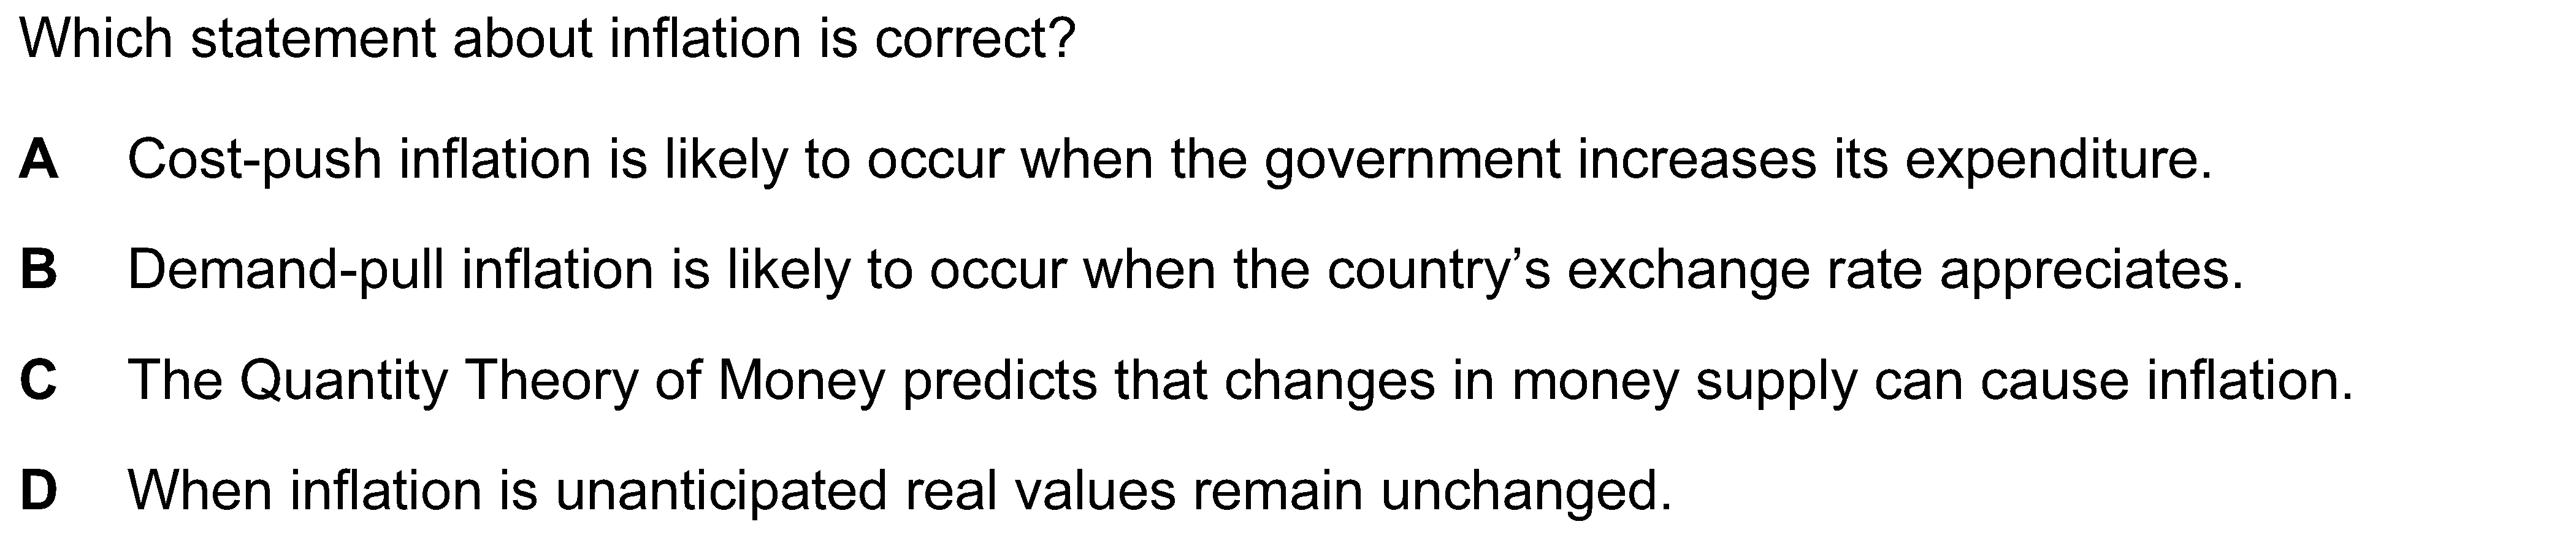 Which statement about inflation is correct?
A Cost-push inflation is likely to occur when the government increases its expenditure.
B Demand-pull inflation is likely to occur when the country’s exchange rate appreciates.
C The Quantity Theory of Money predicts that changes in money supply can cause inflation.
D When inflation is unanticipated real values remain unchanged.